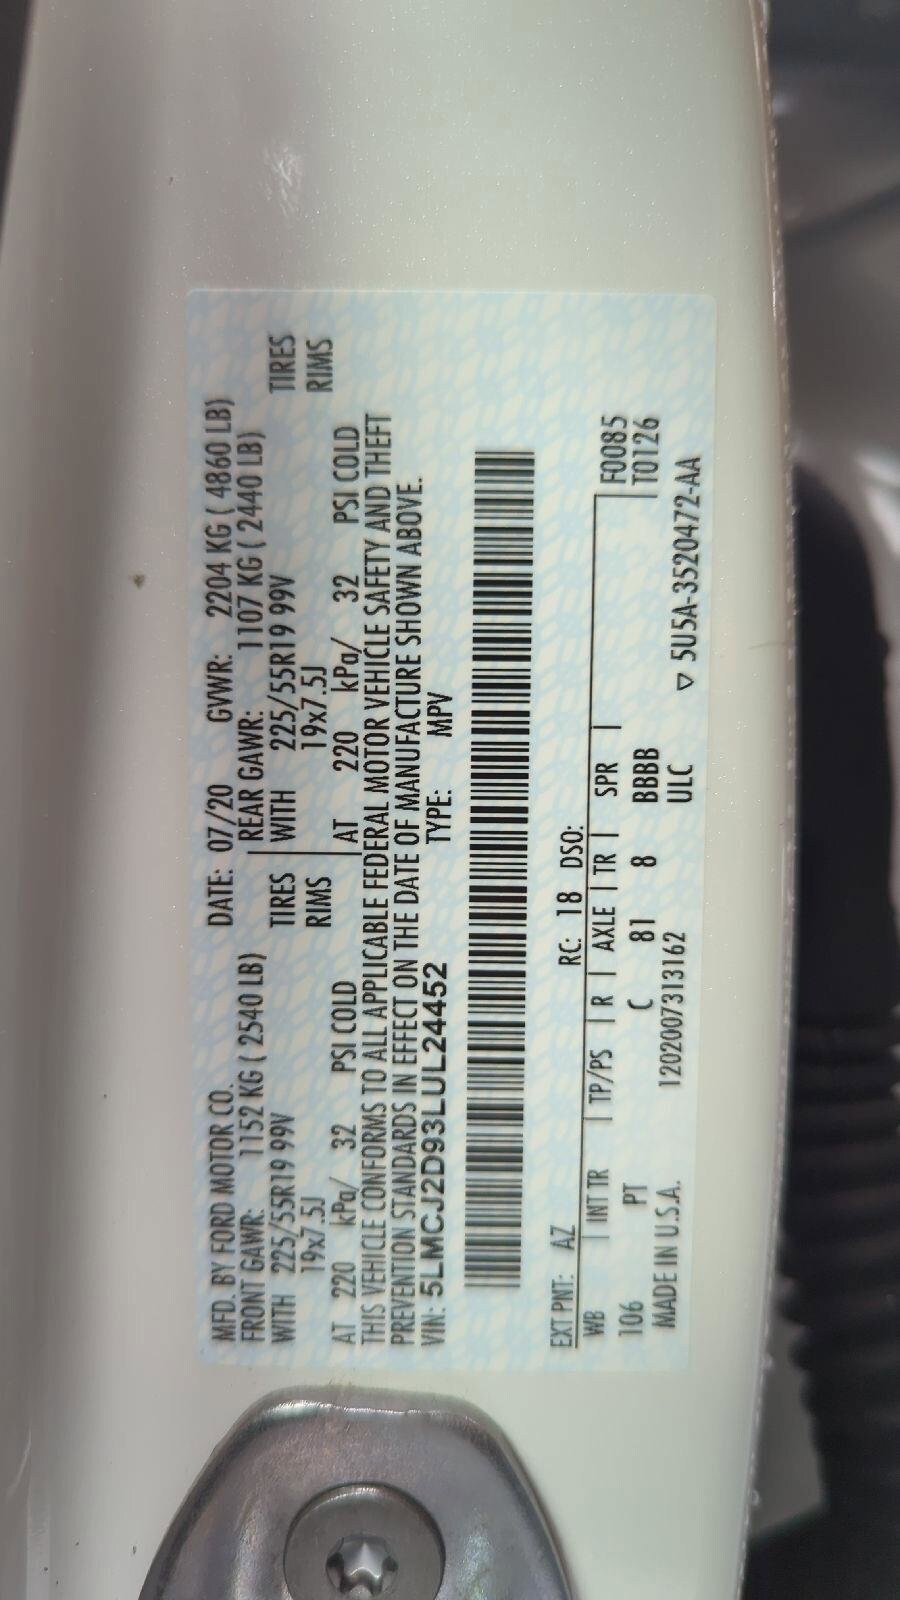 MFD. BY FORD MOTOR CO. DATE: 07/20 GVWR: 2204 KG ( 4860 LB)
FRONT GAWR: 1152 KG ( 2540 LB) REAR GAWR: 1107 KG ( 2440 LB)
WITH 225/55R19 99V TIRES WITH 225/55R19 99V TIRES
19x7.5J RIMS 19x7.5J RIMS
AT 220 kPa/ 32 PSI COLD AT 220 kPa/ 32 PSI COLD
THIS VEHICLE CONFORMS TO ALL APPLICABLE FEDERAL MOTOR VEHICLE SAFETY AND THEFT
PREVENTION STANDARDS IN EFFECT ON THE DATE OF MANUFACTURE SHOWN ABOVE.
VIN: 5LMCJ2D93LUL24452 TYPE: MPV
EXT PNT: AZ RC: 18 DSO:
WB INT TR TP/PS R AXLE TR SPR F0085
106 PT C 81 8 BBBB T0126
MADE IN U.S.A. 1202007313162 ULC ▽ 5U5A-3520472-AA